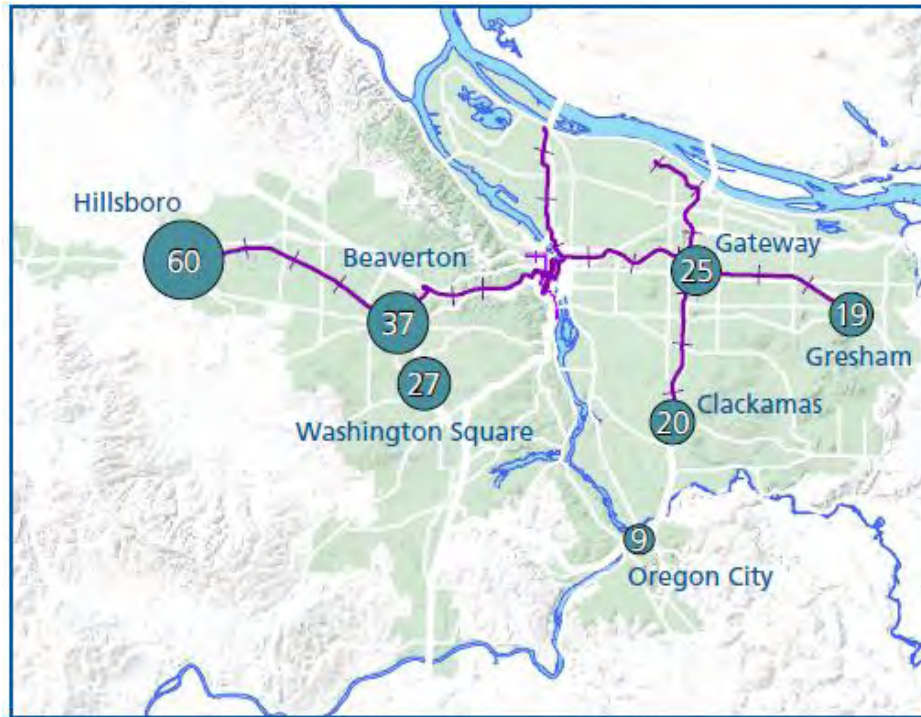 Hillsboro
60
Beaverton
37
27
Washington Square
Gateway
25
19
Gresham
Clackamas
20
9
Oregon City